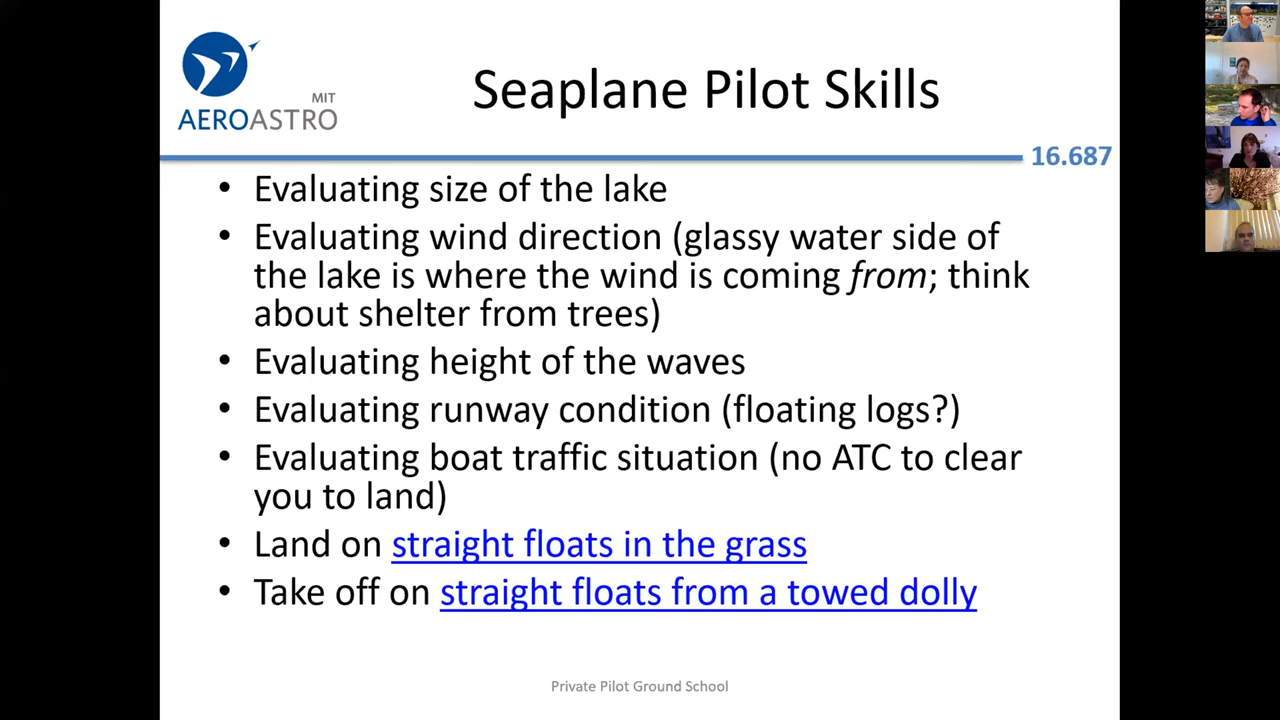 MIT
AEROASTRO
Seaplane Pilot Skills
16.687
• Evaluating size of the lake
• Evaluating wind direction (glassy water side of
the lake is where the wind is coming from; think
about shelter from trees)
• Evaluating height of the waves
• Evaluating runway condition (floating logs?)
• Evaluating boat traffic situation (no ATC to clear
you to land)
• Land on straight floats in the grass
• Take off on straight floats from a towed dolly
Private Pilot Ground School